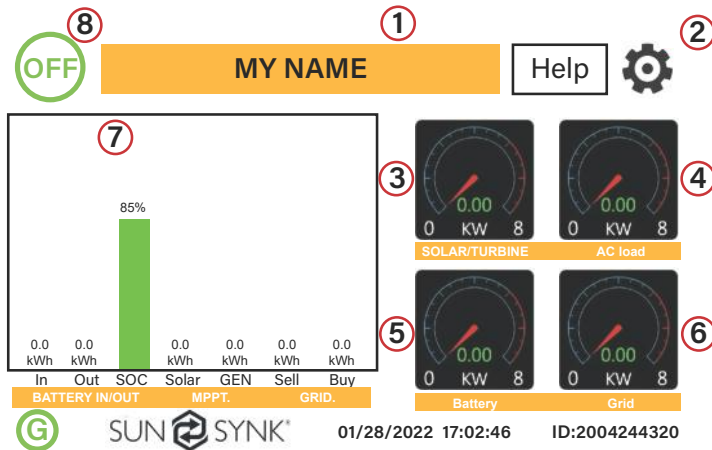 8
1
2
OFF
MY NAME
Help
7
85%
0.0 0.0 0.0 0.0 0.0 0.0
kWh kWh kWh kWh kWh kWh
In Out SOC Solar GEN Sell Buy
BATTERY IN/OUT MPPT. GRID.
3
0.00
0 KW 8
SOLAR/TURBINE
4
0.00
0 KW 8
AC load
5
0.00
0 KW 8
Battery
6
0.00
0 KW 8
Grid
G
SUN SYNK®
01/28/2022 17:02:46
ID:2004244320